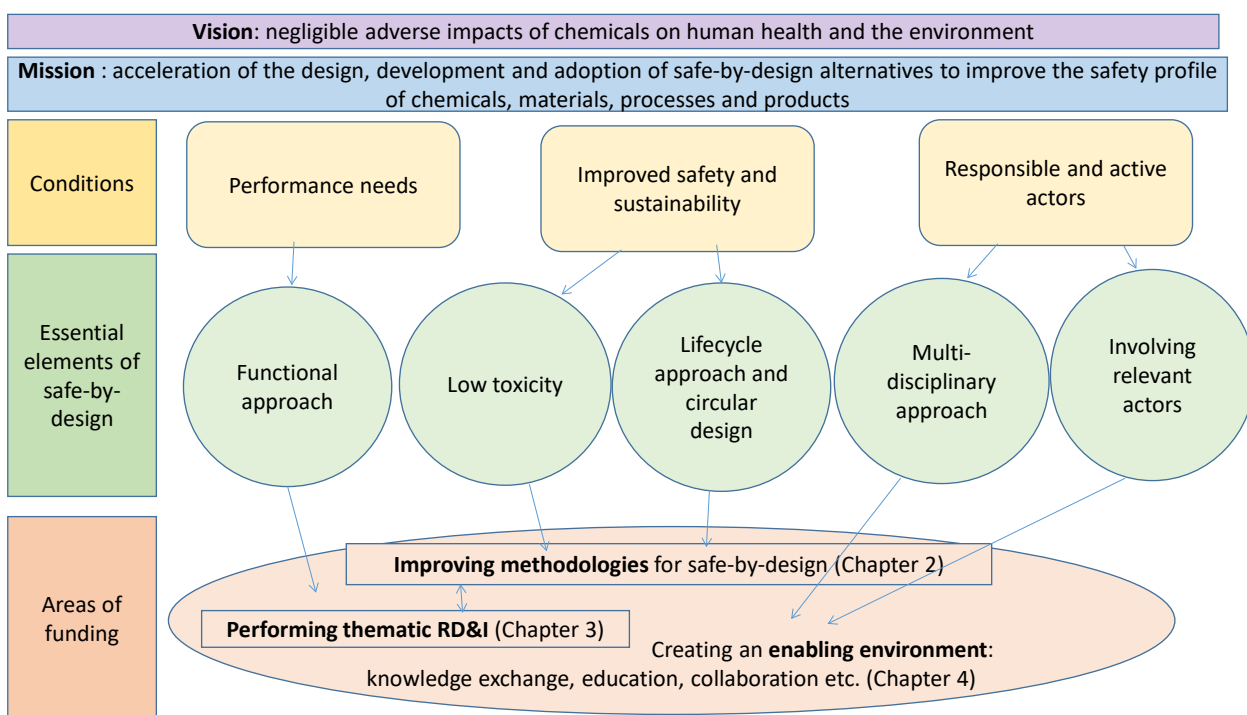 Vision: negligible adverse impacts of chemicals on human health and the environment
Mission : acceleration of the design, development and adoption of safe-by-design alternatives to improve the safety profile
of chemicals, materials, processes and products
Conditions
Performance needs
Improved safety and
sustainability
Responsible and active
actors
Essential
elements of
safe-by-
design
Functional
approach
Low toxicity
Lifecycle
approach and
circular
design
Multi-
disciplinary
approach
Involving
relevant
actors
Areas of
funding
Improving methodologies for safe-by-design (Chapter 2)
Performing thematic RD&I (Chapter 3)
Creating an enabling environment:
knowledge exchange, education, collaboration etc. (Chapter 4)